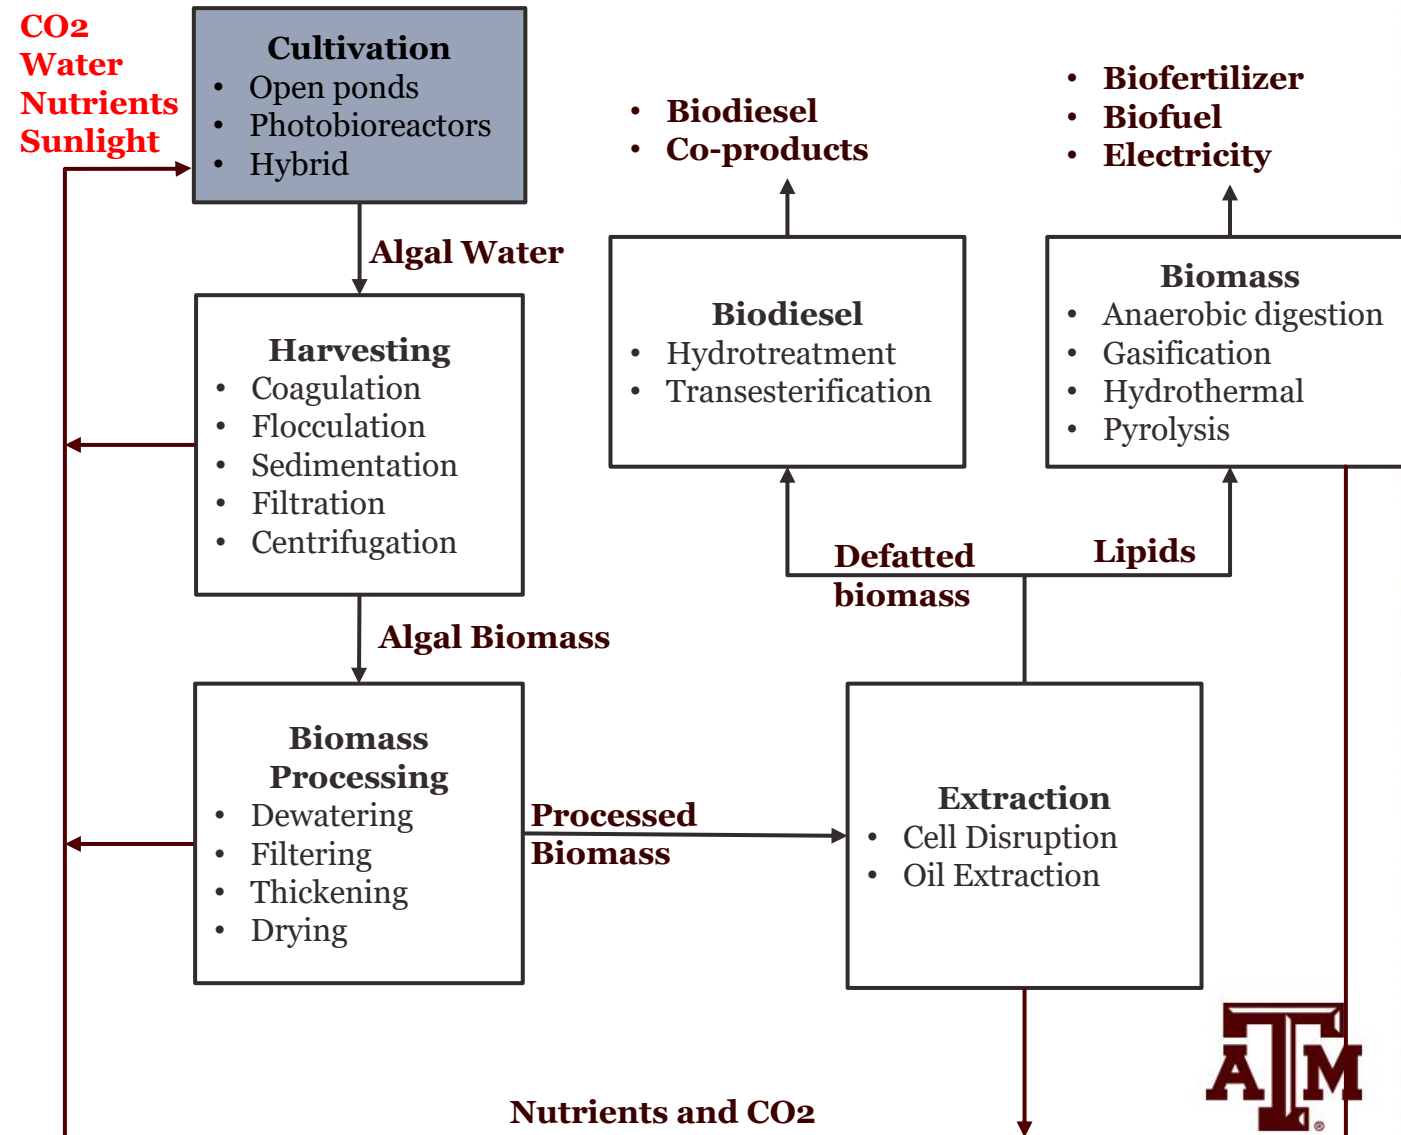 CO2
Water
Nutrients
Sunlight
Cultivation
• Open ponds
• Photobioreactors
• Hybrid
Algal Water
Harvesting
• Coagulation
• Flocculation
• Sedimentation
• Filtration
• Centrifugation
Algal Biomass
Biomass
Processing
• Dewatering
• Filtering
• Thickening
• Drying
Processed
Biomass
Extraction
• Cell Disruption
• Oil Extraction
Defatted
biomass
Lipids
Biodiesel
• Hydrotreatment
• Transesterification
• Biodiesel
• Co-products
Biomass
• Anaerobic digestion
• Gasification
• Hydrothermal
• Pyrolysis
• Biofertilizer
• Biofuel
• Electricity
Nutrients and CO2
ATM®